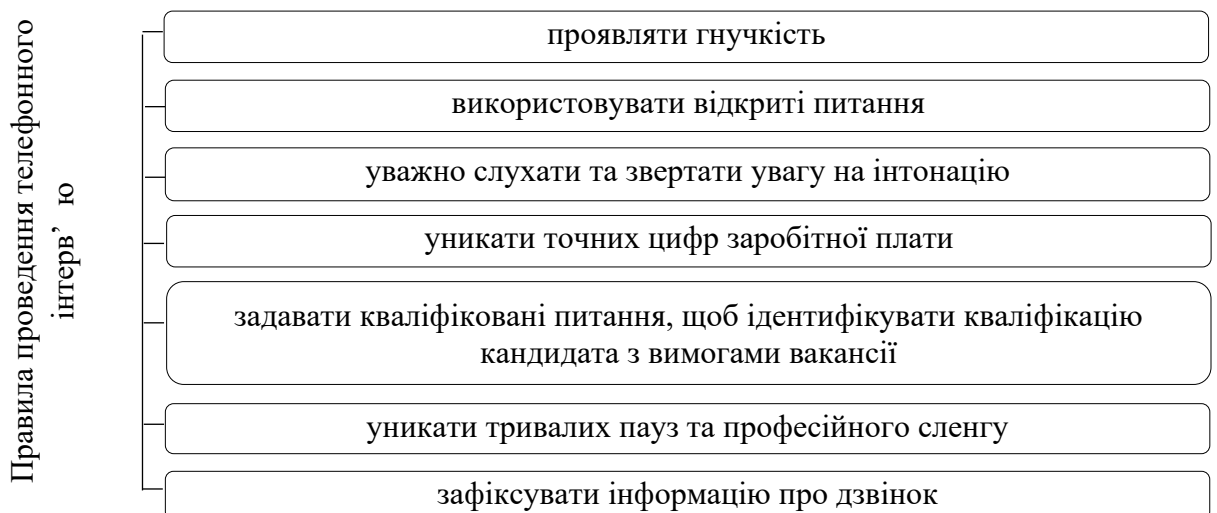 Правила проведення телефонного
інтерв’ ю
проявляти гнучкість
використовувати відкриті питання
уважно слухати та звертати увагу на інтонацію
уникати точних цифр заробітної плати
задавати кваліфіковані питання, щоб ідентифікувати кваліфікацію
кандидата з вимогами вакансії
уникати тривалих пауз та професійного сленгу
зафіксувати інформацію про дзвінок